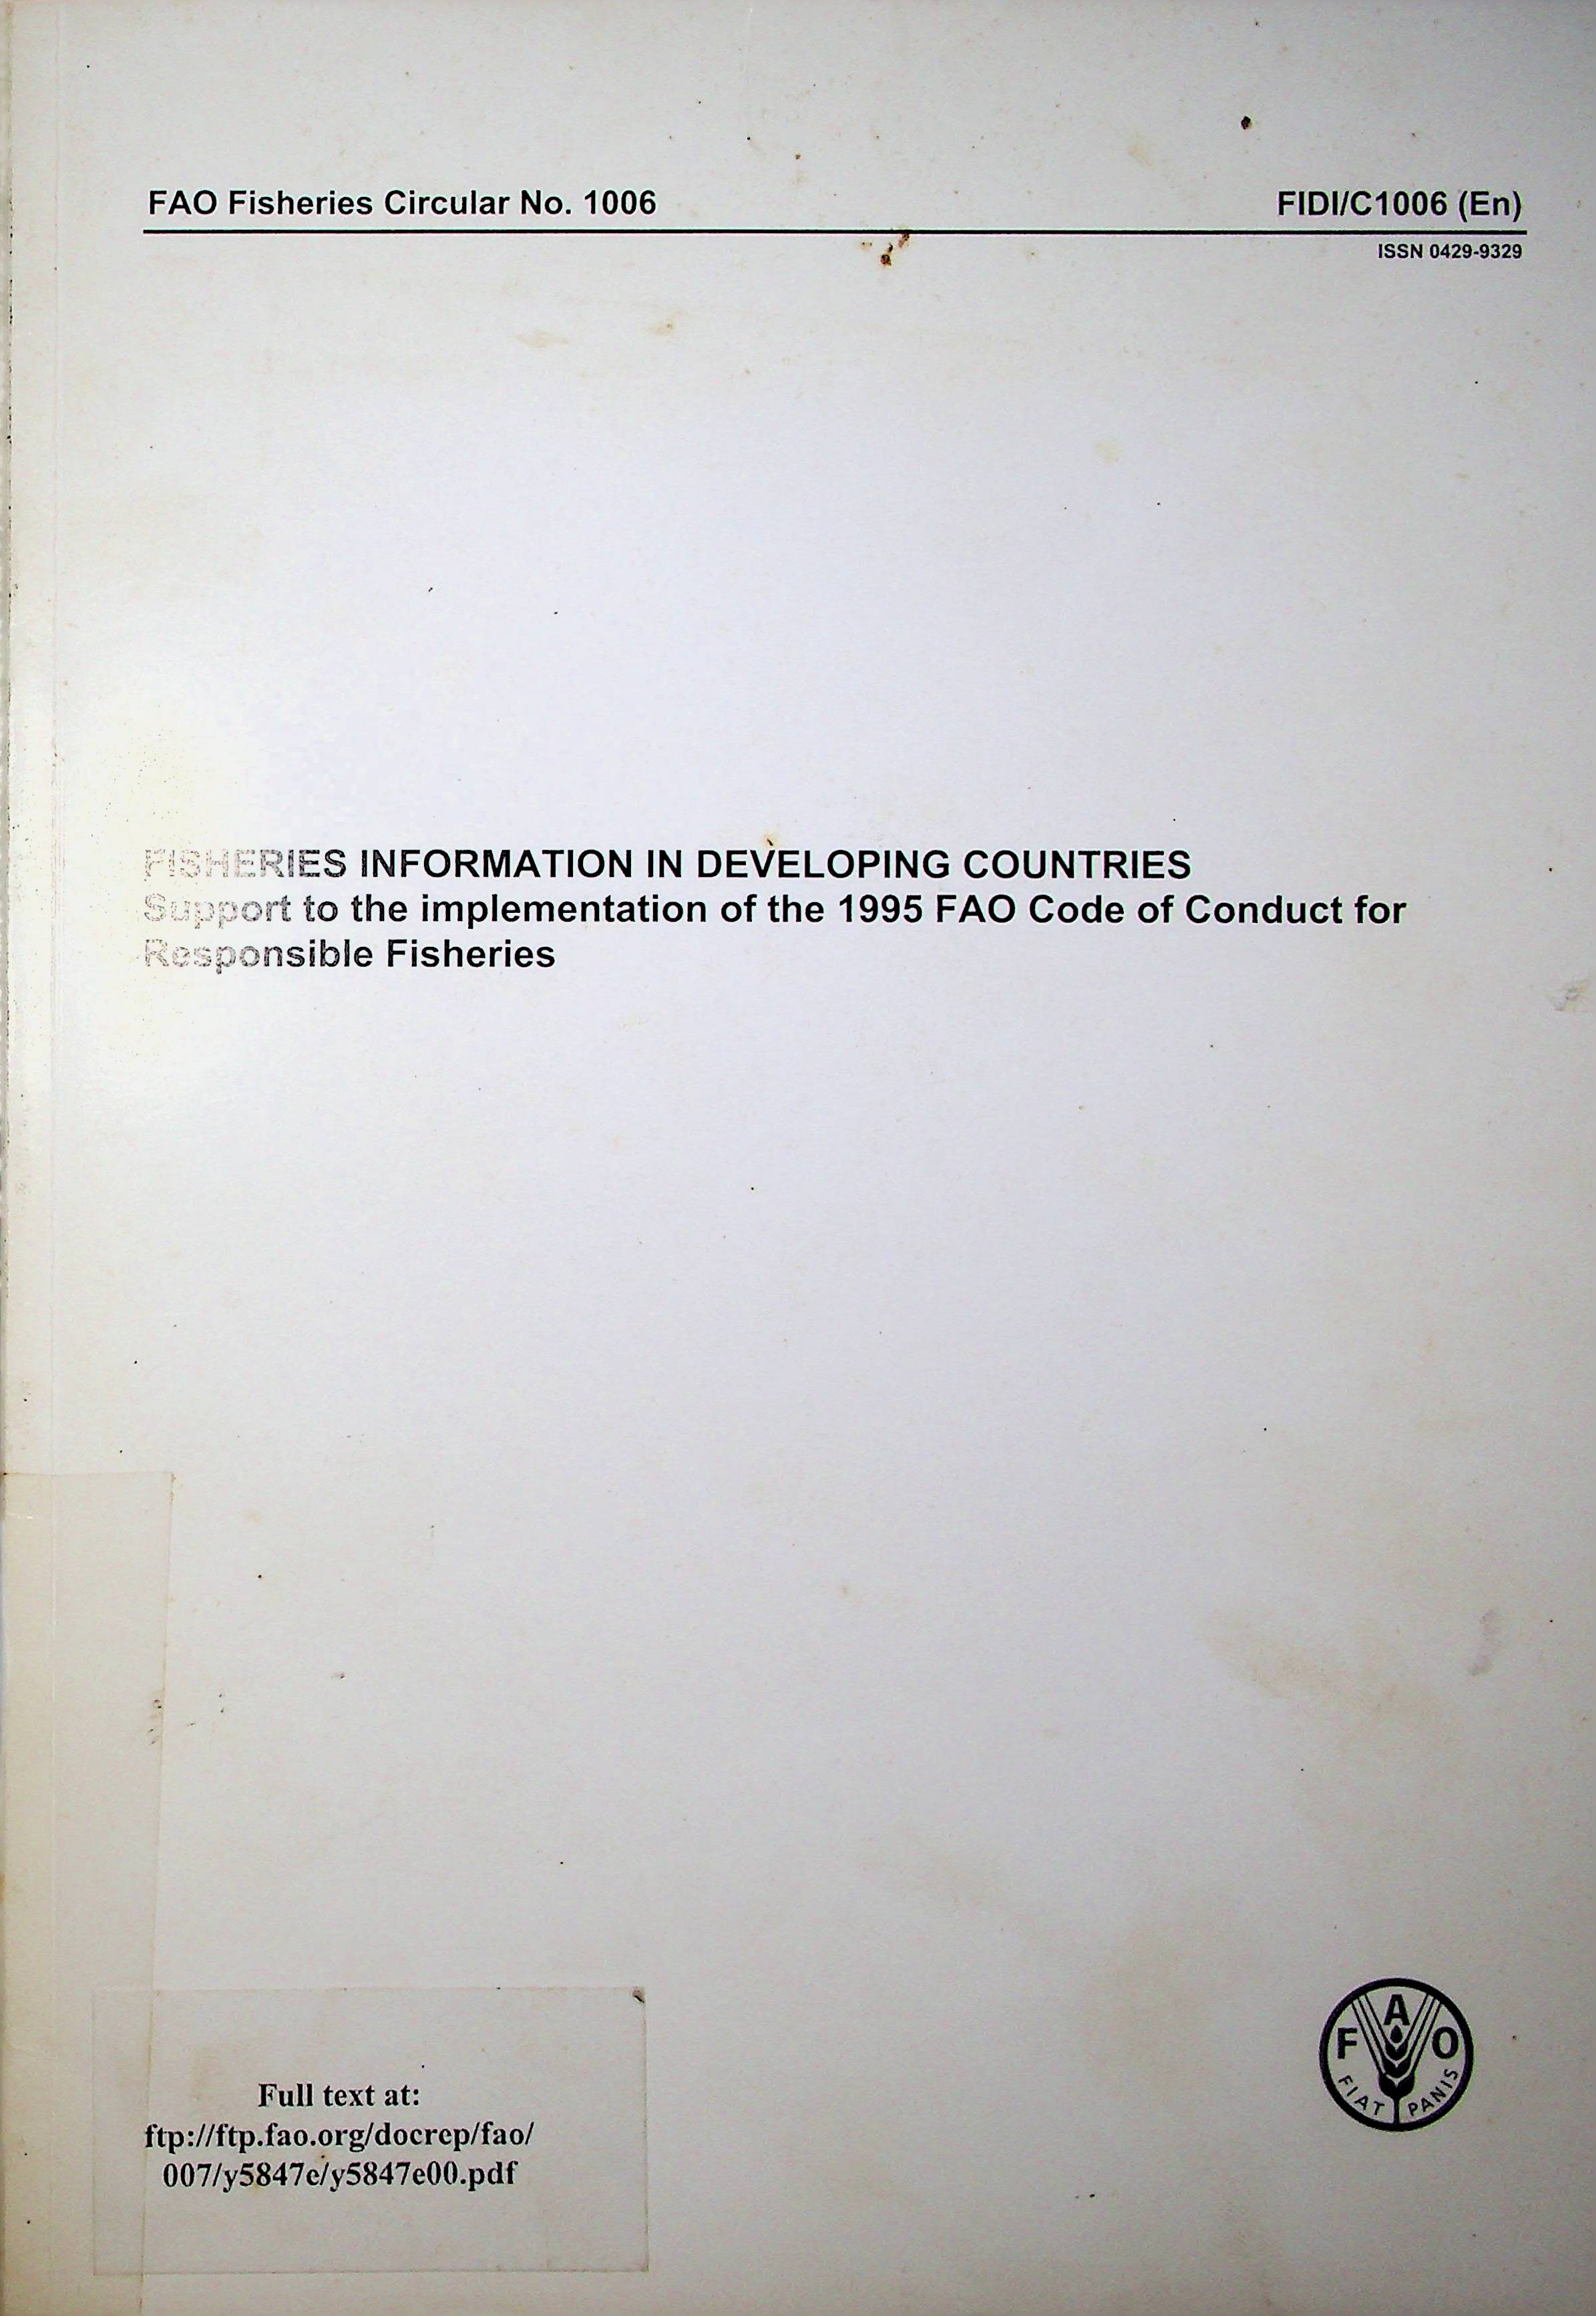 FAO Fisheries Circular No. 1006
FIDI/C1006 (En)
ISSN 0429-9329
FISHERIES INFORMATION IN DEVELOPING COUNTRIES
Support to the implementation of the 1995 FAO Code of Conduct for
Responsible Fisheries
Full text at:
ftp://ftp.fao.org/docrep/fao/
007/y5847e/y5847e00.pdf
F A O
FIAT PANIS